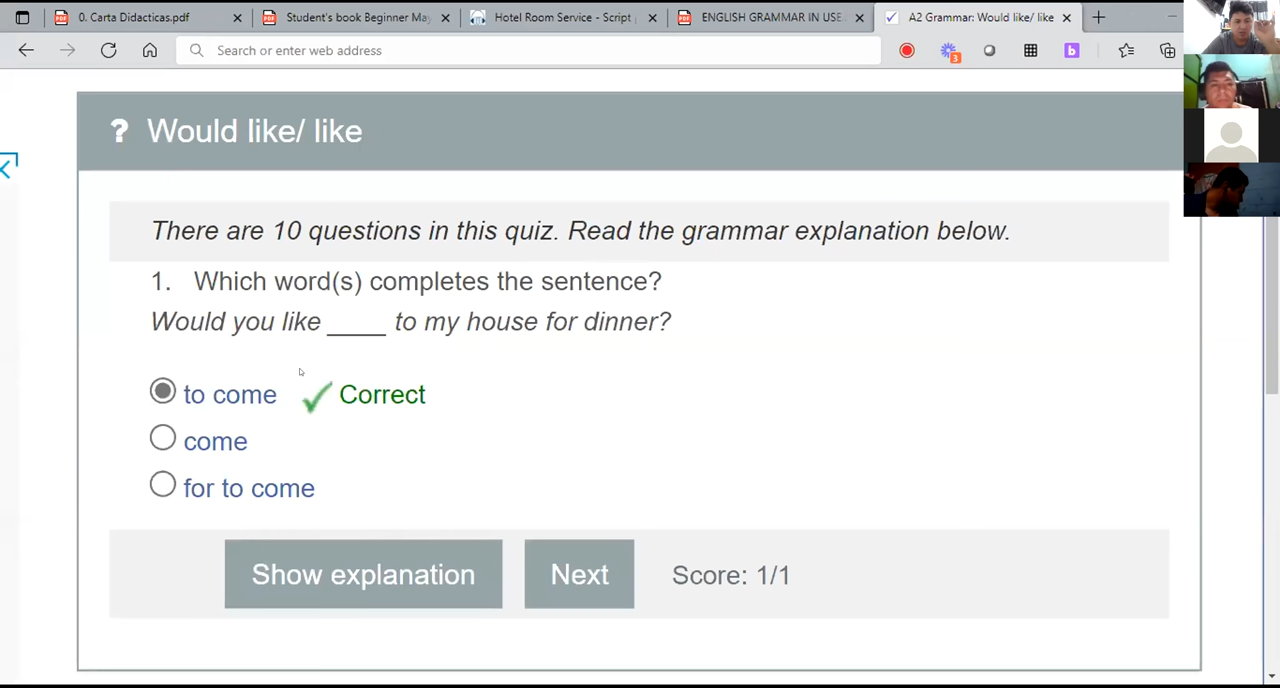 0. Carta Didacticas.pdf
Student's book Beginner Ma
Hotel Room Service - Script
ENGLISH GRAMMAR IN USE
A2 Grammar: Would like/ like
Search or enter web address
3
b
? Would like/ like
There are 10 questions in this quiz. Read the grammar explanation below.
1. Which word(s) completes the sentence?
Would you like ____ to my house for dinner?
to come Correct
come
for to come
Show explanation Next Score: 1/1